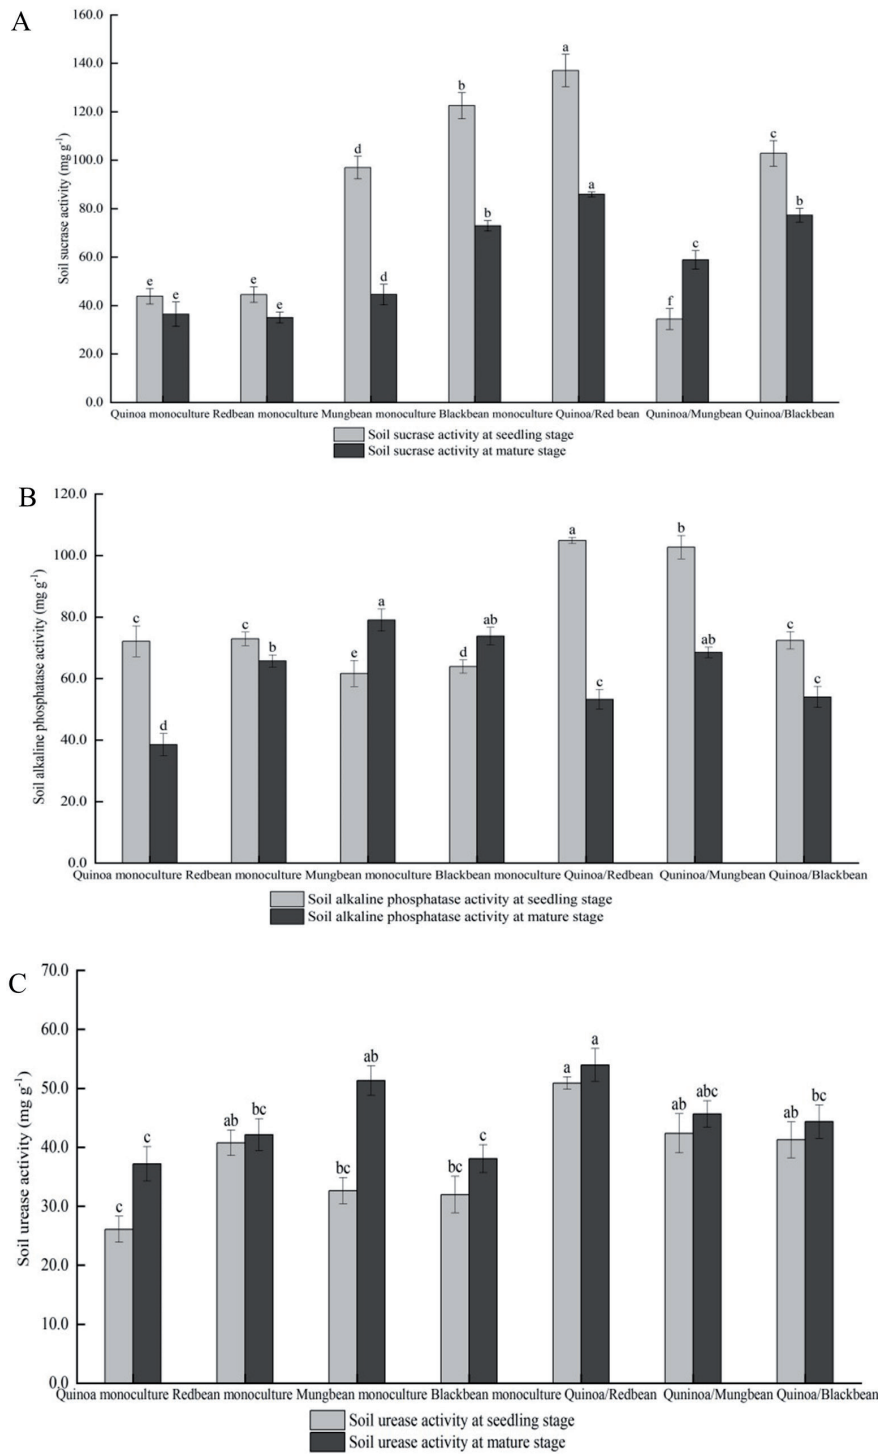 A
160.0
140.0
120.0
100.0
80.0
60.0
40.0
20.0
0.0
Soil sucrase activity (mg g-1)
e e
e e
d d
b b
a a
f c
c b
Quinoa monoculture Redbean monoculture Mungbean monoculture Blackbean monoculture Quinoa/Red bean Quninoa/Mungbean Quinoa/Blackbean
Soil sucrase activity at seedling stage
Soil sucrase activity at mature stage
B
120.0
100.0
80.0
60.0
40.0
20.0
0.0
Soil alkaline phosphatase activity (mg g-1)
c d
c b
e a
d ab
a c
b ab
c c
Quinoa monoculture Redbean monoculture Mungbean monoculture Blackbean monoculture Quinoa/Redbean Quninoa/Mungbean Quinoa/Blackbean
Soil alkaline phosphatase activity at seedling stage
Soil alkaline phosphatase activity at mature stage
C
70.0
60.0
50.0
40.0
30.0
20.0
10.0
0.0
Soil urease activity (mg g-1)
c c
ab bc
bc ab
bc c
a a
ab abc
ab bc
Quinoa monoculture Redbean monoculture Mungbean monoculture Blackbean monoculture Quinoa/Redbean Quninoa/Mungbean Quinoa/Blackbean
Soil urease activity at seedling stage
Soil urease activity at mature stage